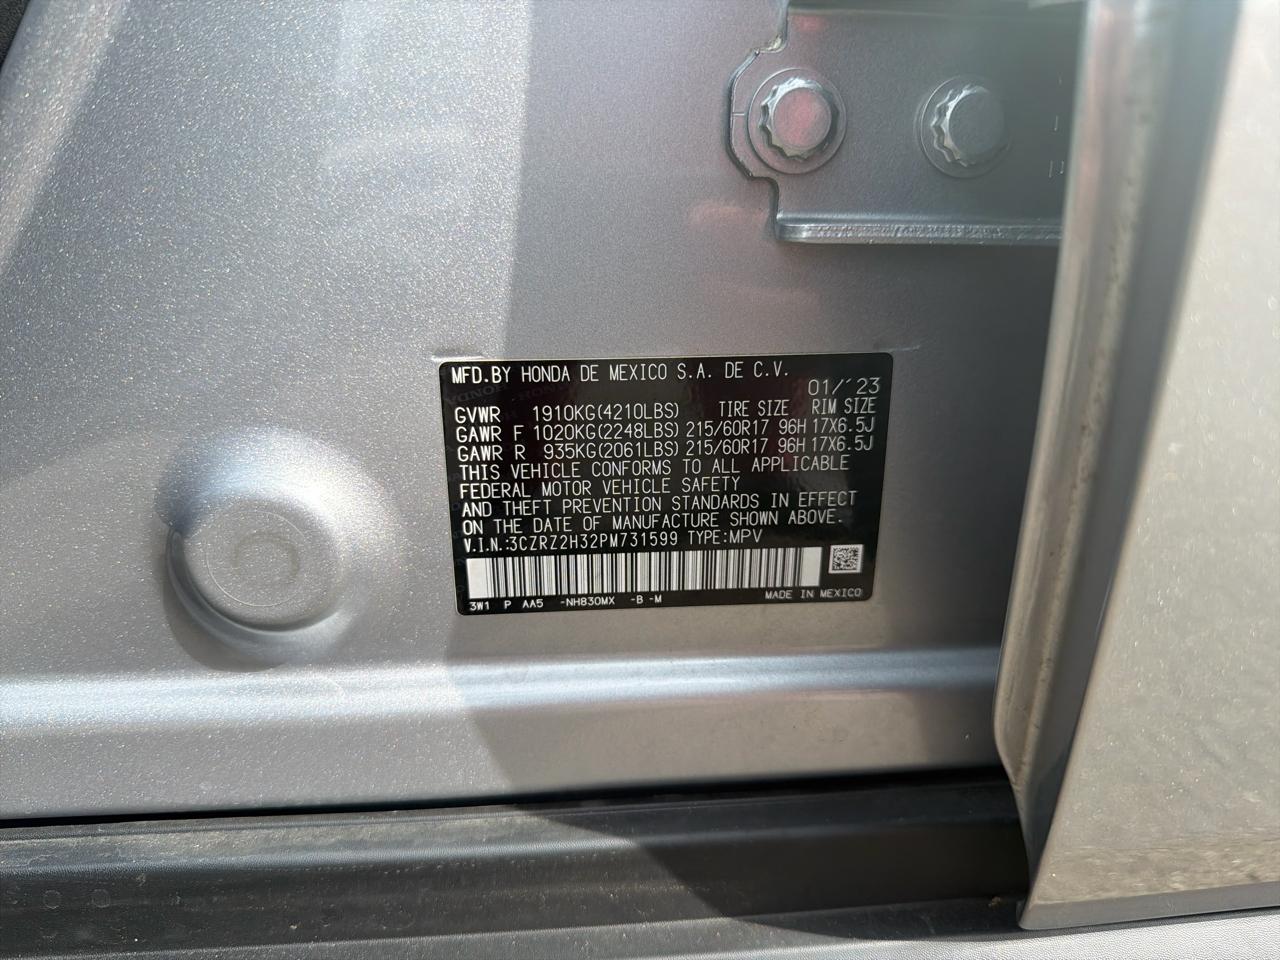 MFD.BY HONDA DE MEXICO S.A. DE C.V.
01/'23
GVWR 1910KG(4210LBS) TIRE SIZE RIM SIZE
GAWR F 1020KG(2248LBS) 215/60R17 96H 17X6.5J
GAWR R 935KG(2061LBS) 215/60R17 96H 17X6.5J
THIS VEHICLE CONFORMS TO ALL APPLICABLE
FEDERAL MOTOR VEHICLE SAFETY
AND THEFT PREVENTION STANDARDS IN EFFECT
ON THE DATE OF MANUFACTURE SHOWN ABOVE.
V.I.N.:3CZRZ2H32PM731599 TYPE:MPV
3W1 P AA5 -NH830MX -B -M MADE IN MEXICO